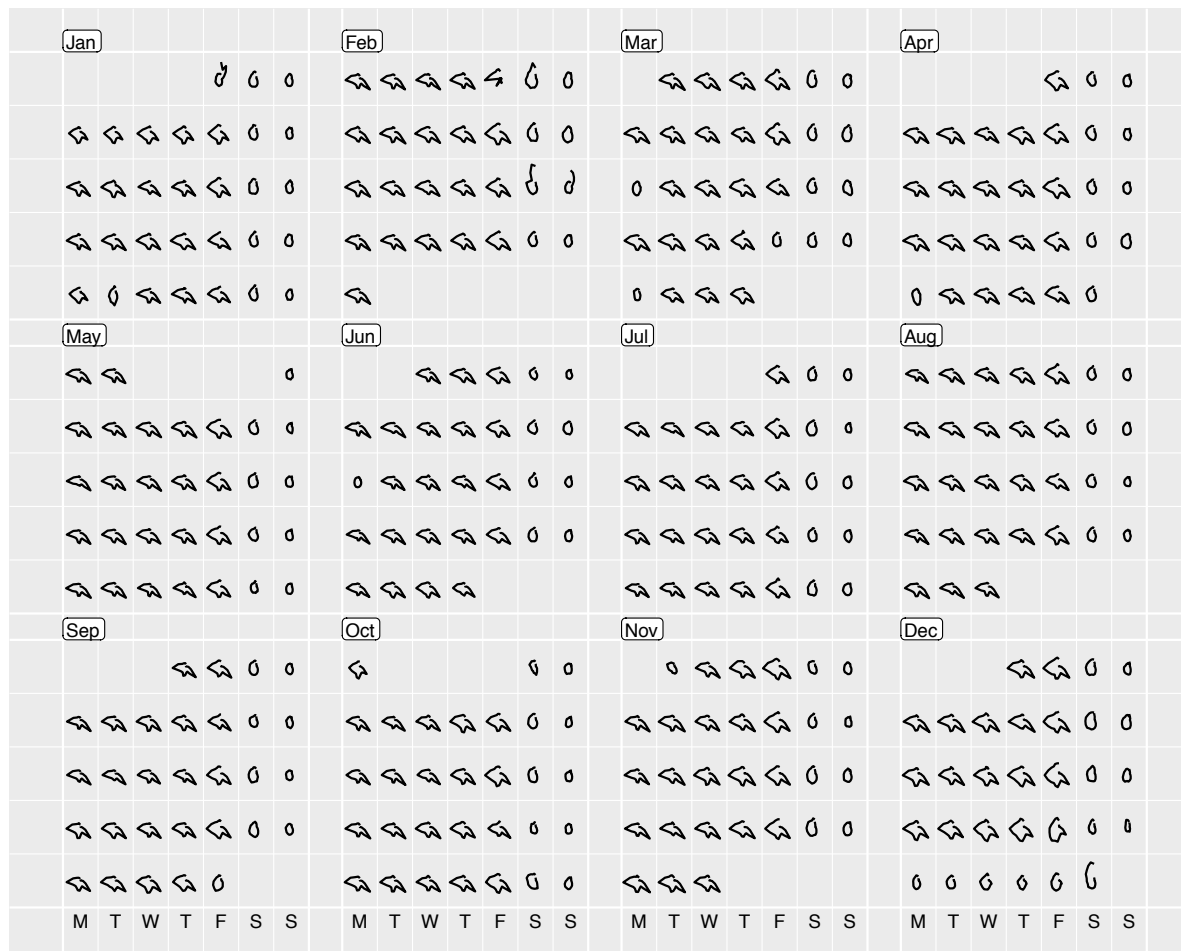 Jan Feb Mar Apr
May Jun Jul Aug
Sep Oct Nov Dec
M T W T F S S M T W T F S S M T W T F S S M T W T F S S